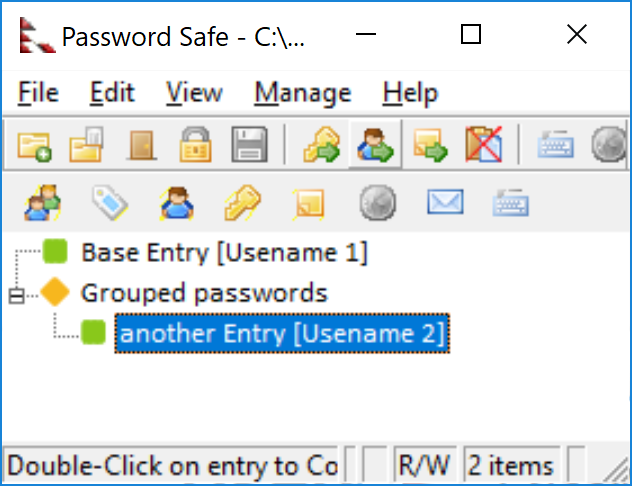 Password Safe - C:\...
File Edit View Manage Help
Base Entry [Usename 1]
Grouped passwords
another Entry [Usename 2]
Double-Click on entry to Co R/W 2 items